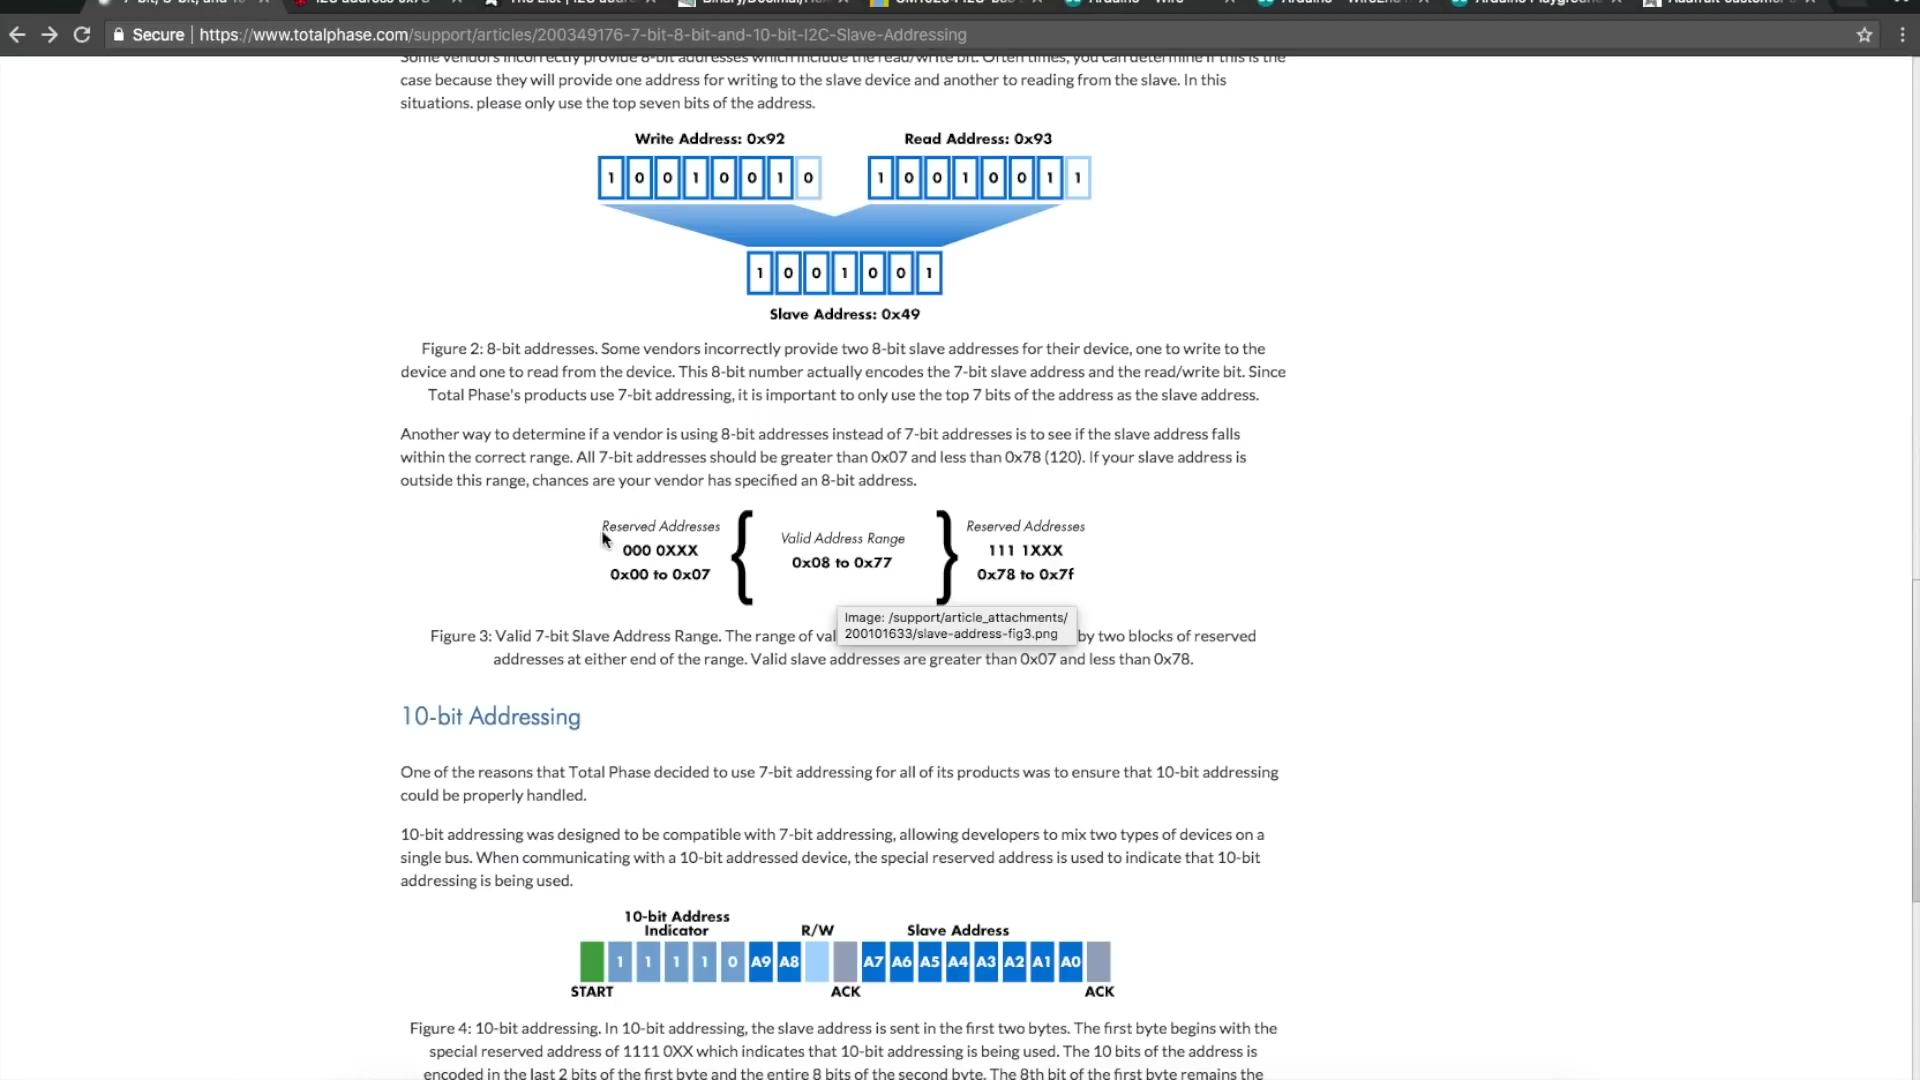 Secure | https://www.totalphase.com/support/articles/200349176-7-bit-8-bit-and-10-bit-I2C-Slave-Addressing
Some vendors incorrectly provide 8-bit addresses which include the read/write bit. Often times, you can determine if this is the
case because they will provide one address for writing to the slave device and another to reading from the slave. In this
situations. please only use the top seven bits of the address.
Write Address: 0x92 Read Address: 0x93
1 0 0 1 0 0 1 0 1 0 0 1 0 0 1 1
1 0 0 1 0 0 1
Slave Address: 0x49
Figure 2: 8-bit addresses. Some vendors incorrectly provide two 8-bit slave addresses for their device, one to write to the
device and one to read from the device. This 8-bit number actually encodes the 7-bit slave address and the read/write bit. Since
Total Phase's products use 7-bit addressing, it is important to only use the top 7 bits of the address as the slave address.
Another way to determine if a vendor is using 8-bit addresses instead of 7-bit addresses is to see if the slave address falls
within the correct range. All 7-bit addresses should be greater than 0x07 and less than 0x78 (120). If your slave address is
outside this range, chances are your vendor has specified an 8-bit address.
Reserved Addresses { Valid Address Range } Reserved Addresses
000 0XXX 0x08 to 0x77 111 1XXX
0x00 to 0x07 0x78 to 0x7f
Image: /support/article_attachments/
200101633/slave-address-fig3.png
Figure 3: Valid 7-bit Slave Address Range. The range of val by two blocks of reserved
addresses at either end of the range. Valid slave addresses are greater than 0x07 and less than 0x78.
10-bit Addressing
One of the reasons that Total Phase decided to use 7-bit addressing for all of its products was to ensure that 10-bit addressing
could be properly handled.
10-bit addressing was designed to be compatible with 7-bit addressing, allowing developers to mix two types of devices on a
single bus. When communicating with a 10-bit addressed device, the special reserved address is used to indicate that 10-bit
addressing is being used.
10-bit Address
Indicator R/W Slave Address
1 1 1 1 0 A9 A8 A7 A6 A5 A4 A3 A2 A1 A0
START ACK ACK
Figure 4: 10-bit addressing. In 10-bit addressing, the slave address is sent in the first two bytes. The first byte begins with the
special reserved address of 1111 0XX which indicates that 10-bit addressing is being used. The 10 bits of the address is
encoded in the last 2 bits of the first byte and the entire 8 bits of the second byte. The 8th bit of the first byte remains the